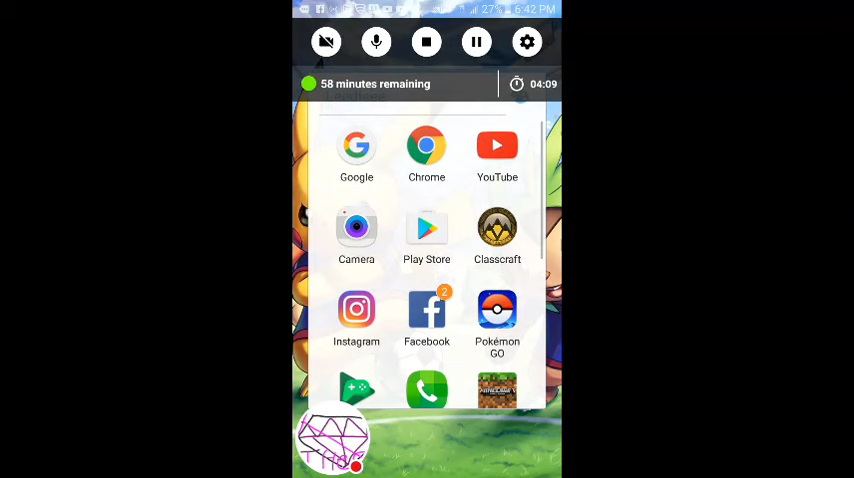 27% 6:42 PM
58 minutes remaining 04:09
Google Chrome YouTube
Camera Play Store Classcraft
2
Instagram Facebook Pokémon
GO
MINECRAFT